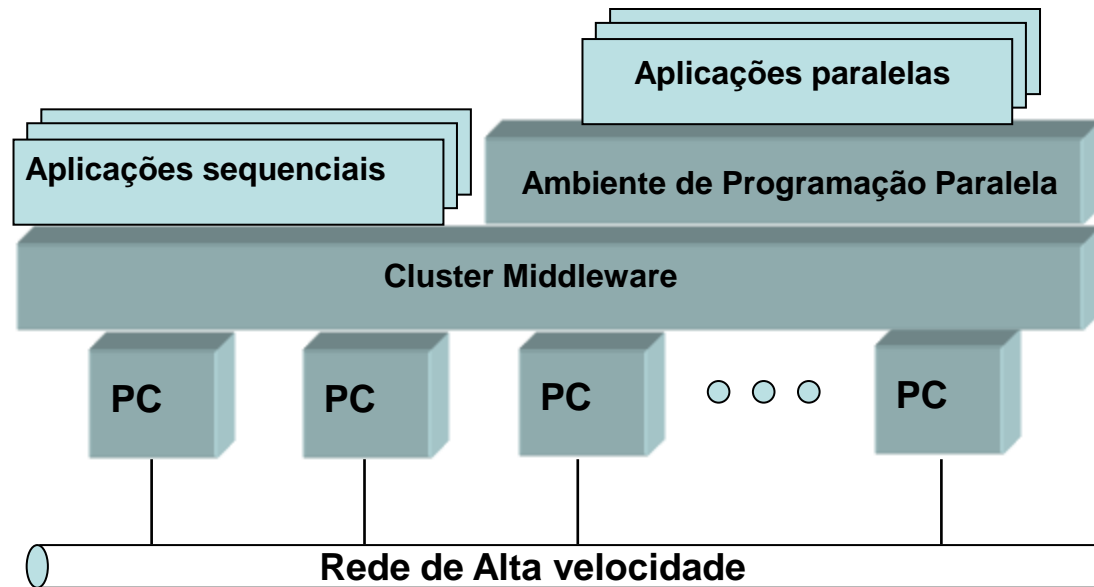 Aplicações paralelas
Aplicações sequenciais
Ambiente de Programação Paralela
Cluster Middleware
PC
PC
PC
PC
Rede de Alta velocidade